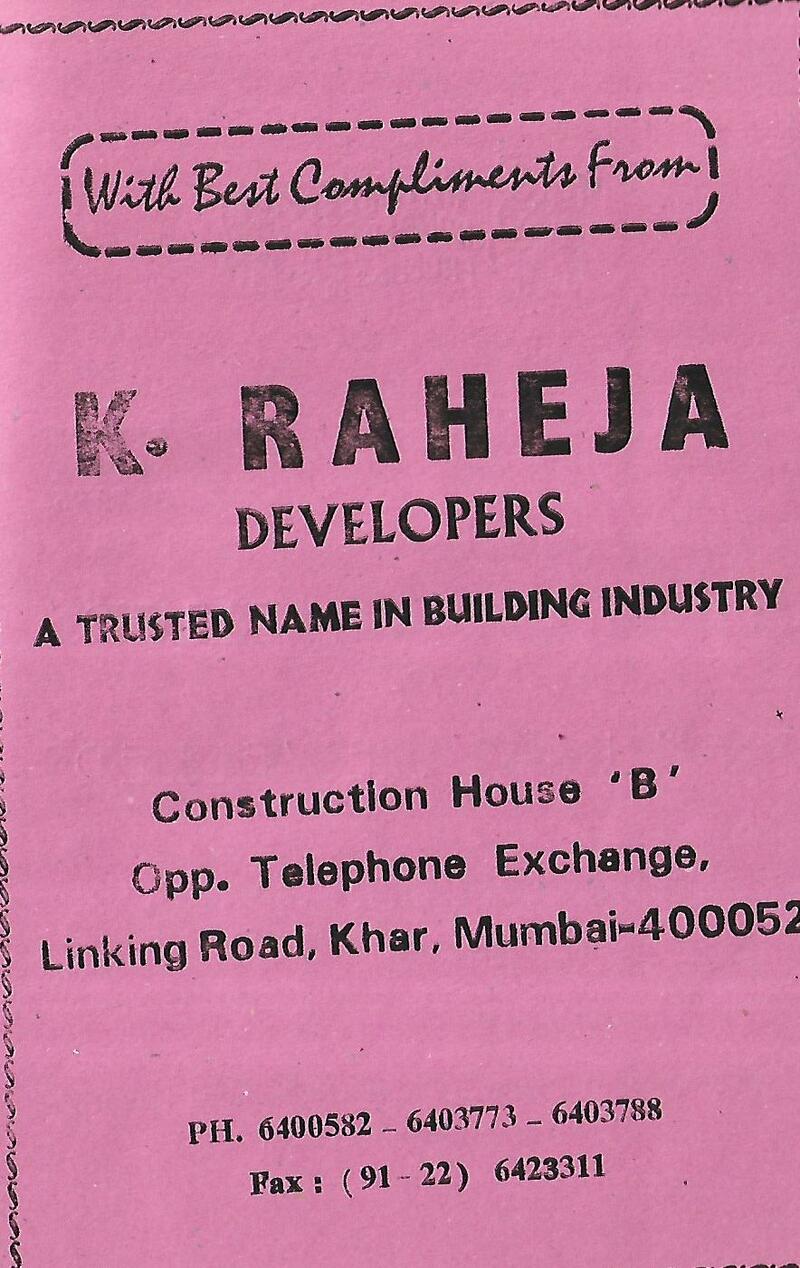 With Best Compliments From
K. RAHEJA
DEVELOPERS
A TRUSTED NAME IN BUILDING INDUSTRY
Construction House 'B'
Opp. Telephone Exchange,
Linking Road, Khar, Mumbai-400052
PH. 6400582 - 6403773 - 6403788
Fax : (91 - 22) 6423311